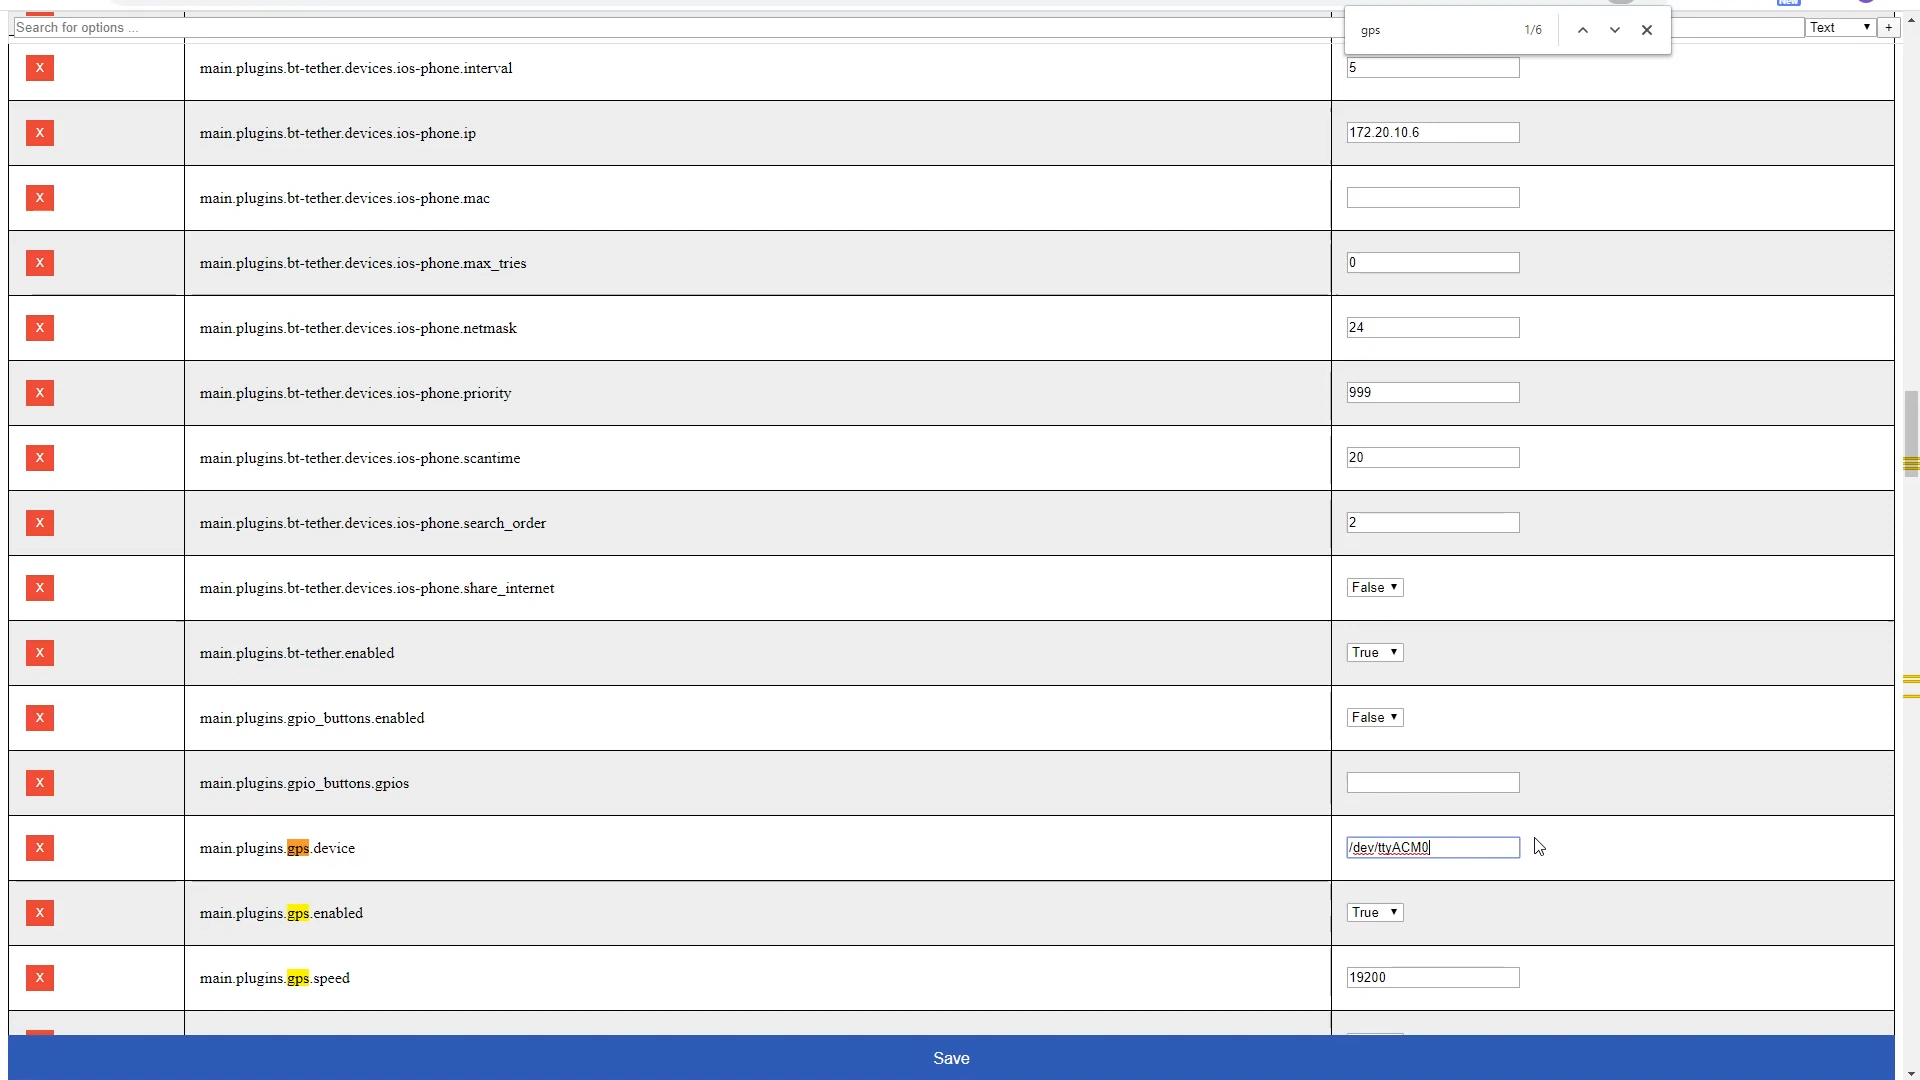 New
Search for options ...
gps 1/6
Text ▼ +
X main.plugins.bt-tether.devices.ios-phone.interval 5
X main.plugins.bt-tether.devices.ios-phone.ip 172.20.10.6
X main.plugins.bt-tether.devices.ios-phone.mac
X main.plugins.bt-tether.devices.ios-phone.max_tries 0
X main.plugins.bt-tether.devices.ios-phone.netmask 24
X main.plugins.bt-tether.devices.ios-phone.priority 999
X main.plugins.bt-tether.devices.ios-phone.scantime 20
X main.plugins.bt-tether.devices.ios-phone.search_order 2
X main.plugins.bt-tether.devices.ios-phone.share_internet False ▼
X main.plugins.bt-tether.enabled True ▼
X main.plugins.gpio_buttons.enabled False ▼
X main.plugins.gpio_buttons.gpios
X main.plugins.gps.device /dev/ttyACM0
X main.plugins.gps.enabled True ▼
X main.plugins.gps.speed 19200
Save